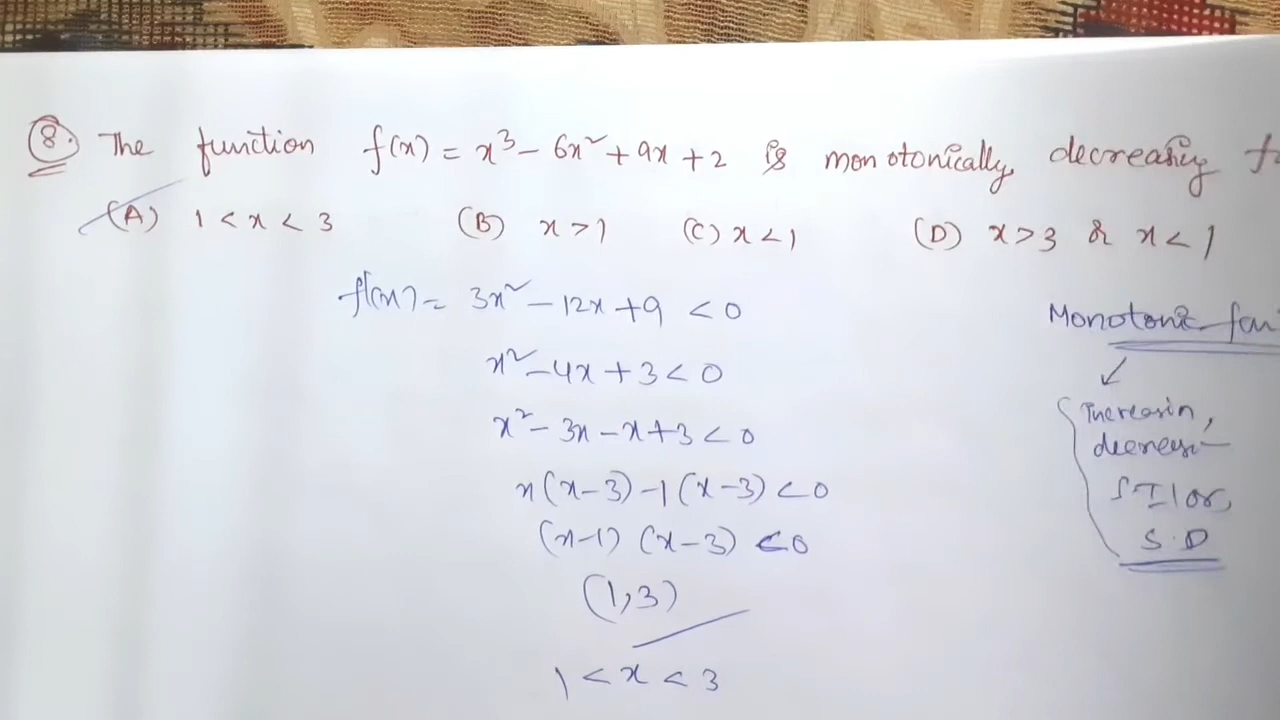 8. The function f(x) = x³ - 6x² + 9x + 2 is monotonically decreasing
(A) 1 < x < 3 (B) x > 1 (C) x < 1 (D) x > 3 & x < 1
f'(x) = 3x² - 12x + 9 < 0
x² - 4x + 3 < 0
x² - 3x - x + 3 < 0
x(x-3) - 1(x-3) < 0
(x-1) (x-3) < 0
(1,3)
1 < x < 3
Monotonic
Increasin,
decreasi
S I / or,
S.D